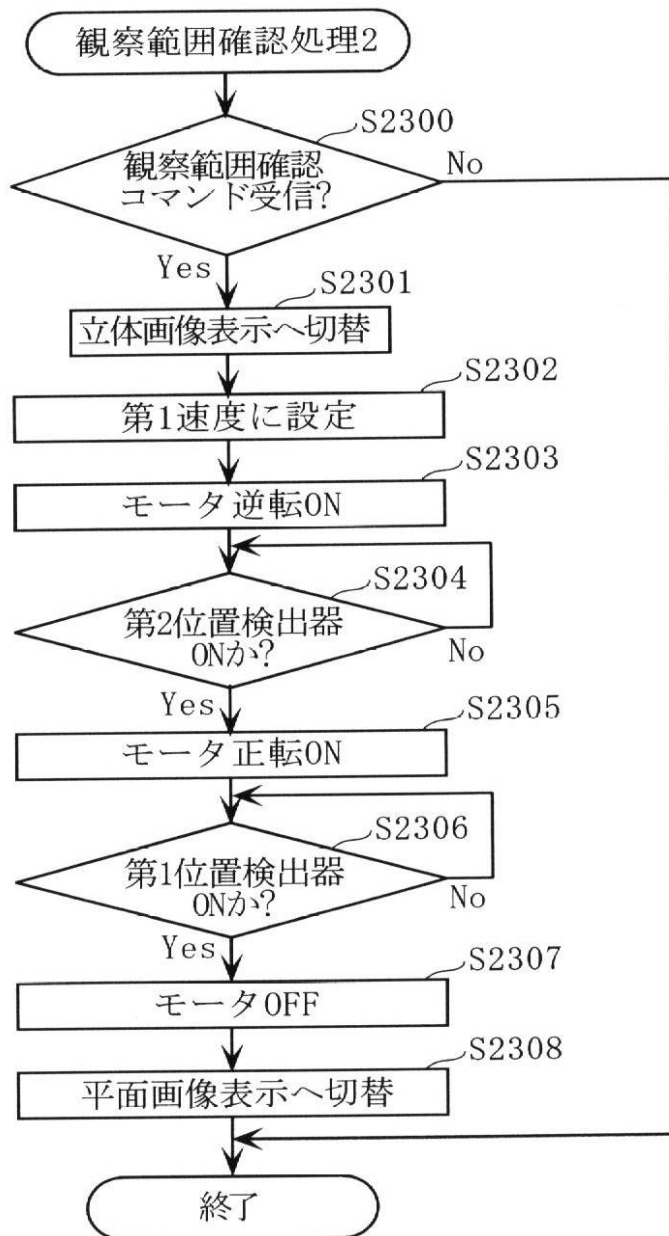 観察範囲確認処理2
S2300
観察範囲確認
コマンド受信?
No
Yes
S2301
立体画像表示へ切替
S2302
第1速度に設定
S2303
モータ逆転ON
S2304
第2位置検出器
ONか?
No
Yes
S2305
モータ正転ON
S2306
第1位置検出器
ONか?
No
Yes
S2307
モータOFF
S2308
平面画像表示へ切替
終了